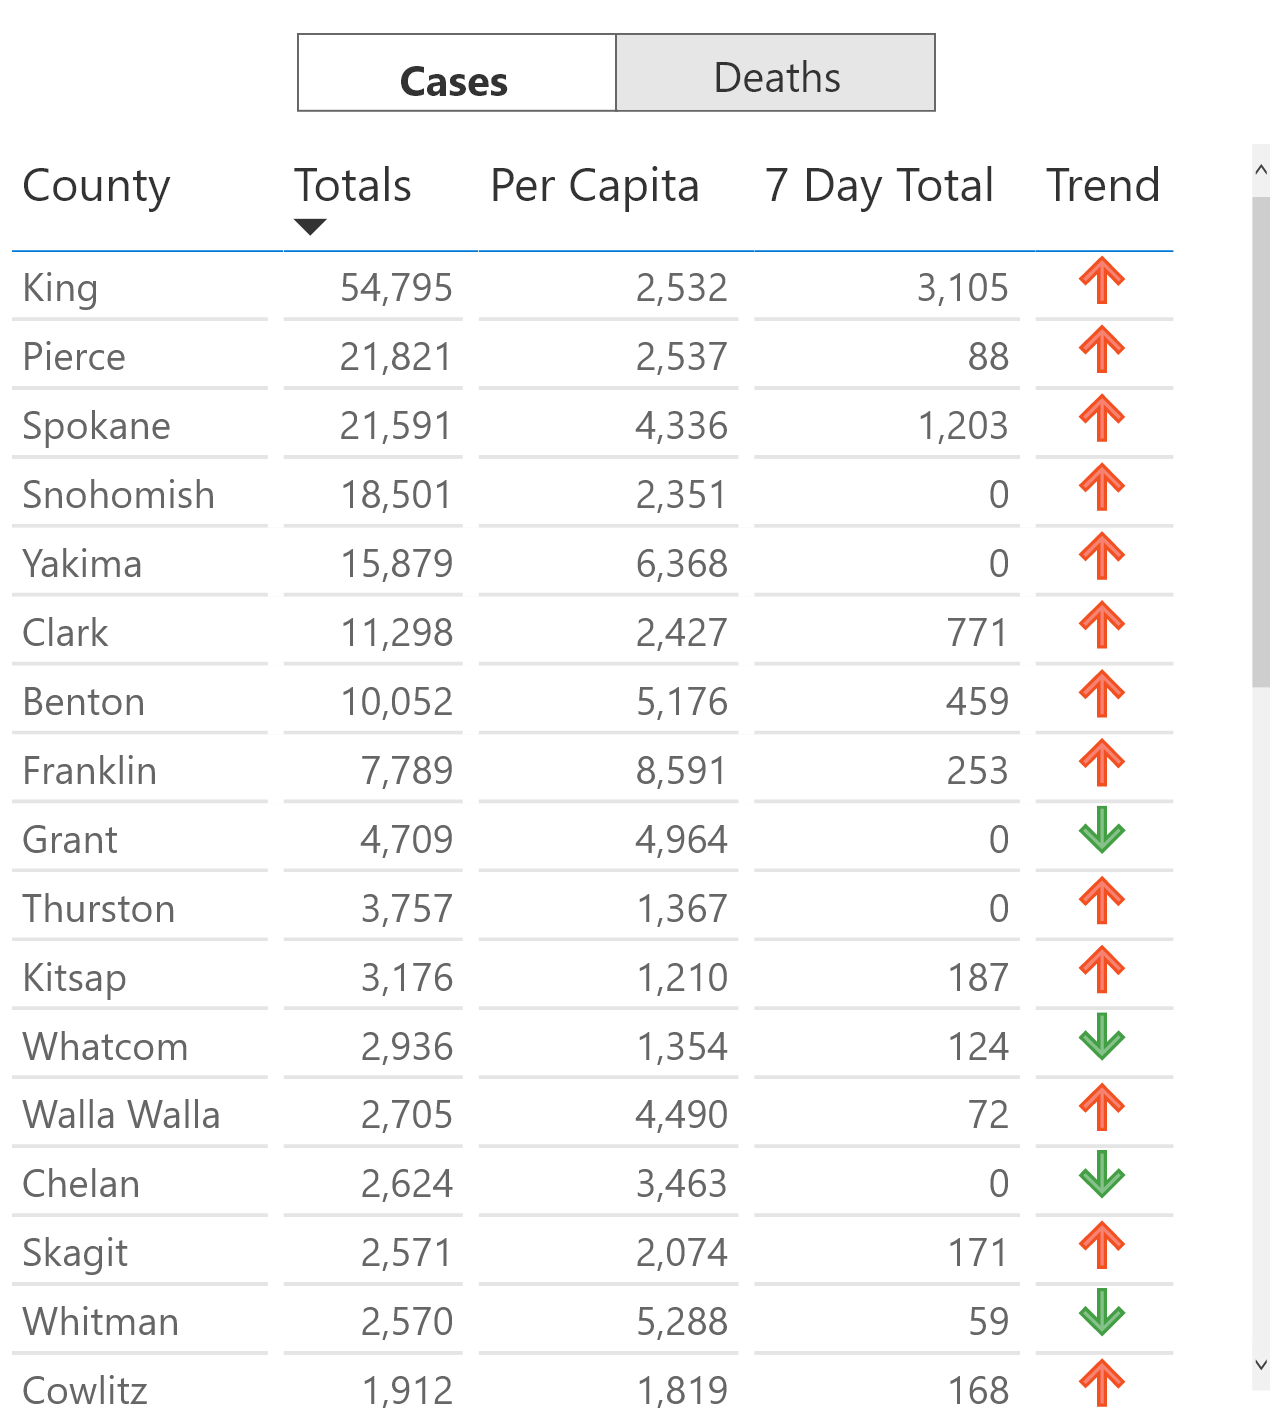 Cases Deaths
County Totals Per Capita 7 Day Total Trend
King 54,795 2,532 3,105
Pierce 21,821 2,537 88
Spokane 21,591 4,336 1,203
Snohomish 18,501 2,351 0
Yakima 15,879 6,368 0
Clark 11,298 2,427 771
Benton 10,052 5,176 459
Franklin 7,789 8,591 253
Grant 4,709 4,964 0
Thurston 3,757 1,367 0
Kitsap 3,176 1,210 187
Whatcom 2,936 1,354 124
Walla Walla 2,705 4,490 72
Chelan 2,624 3,463 0
Skagit 2,571 2,074 171
Whitman 2,570 5,288 59
Cowlitz 1,912 1,819 168